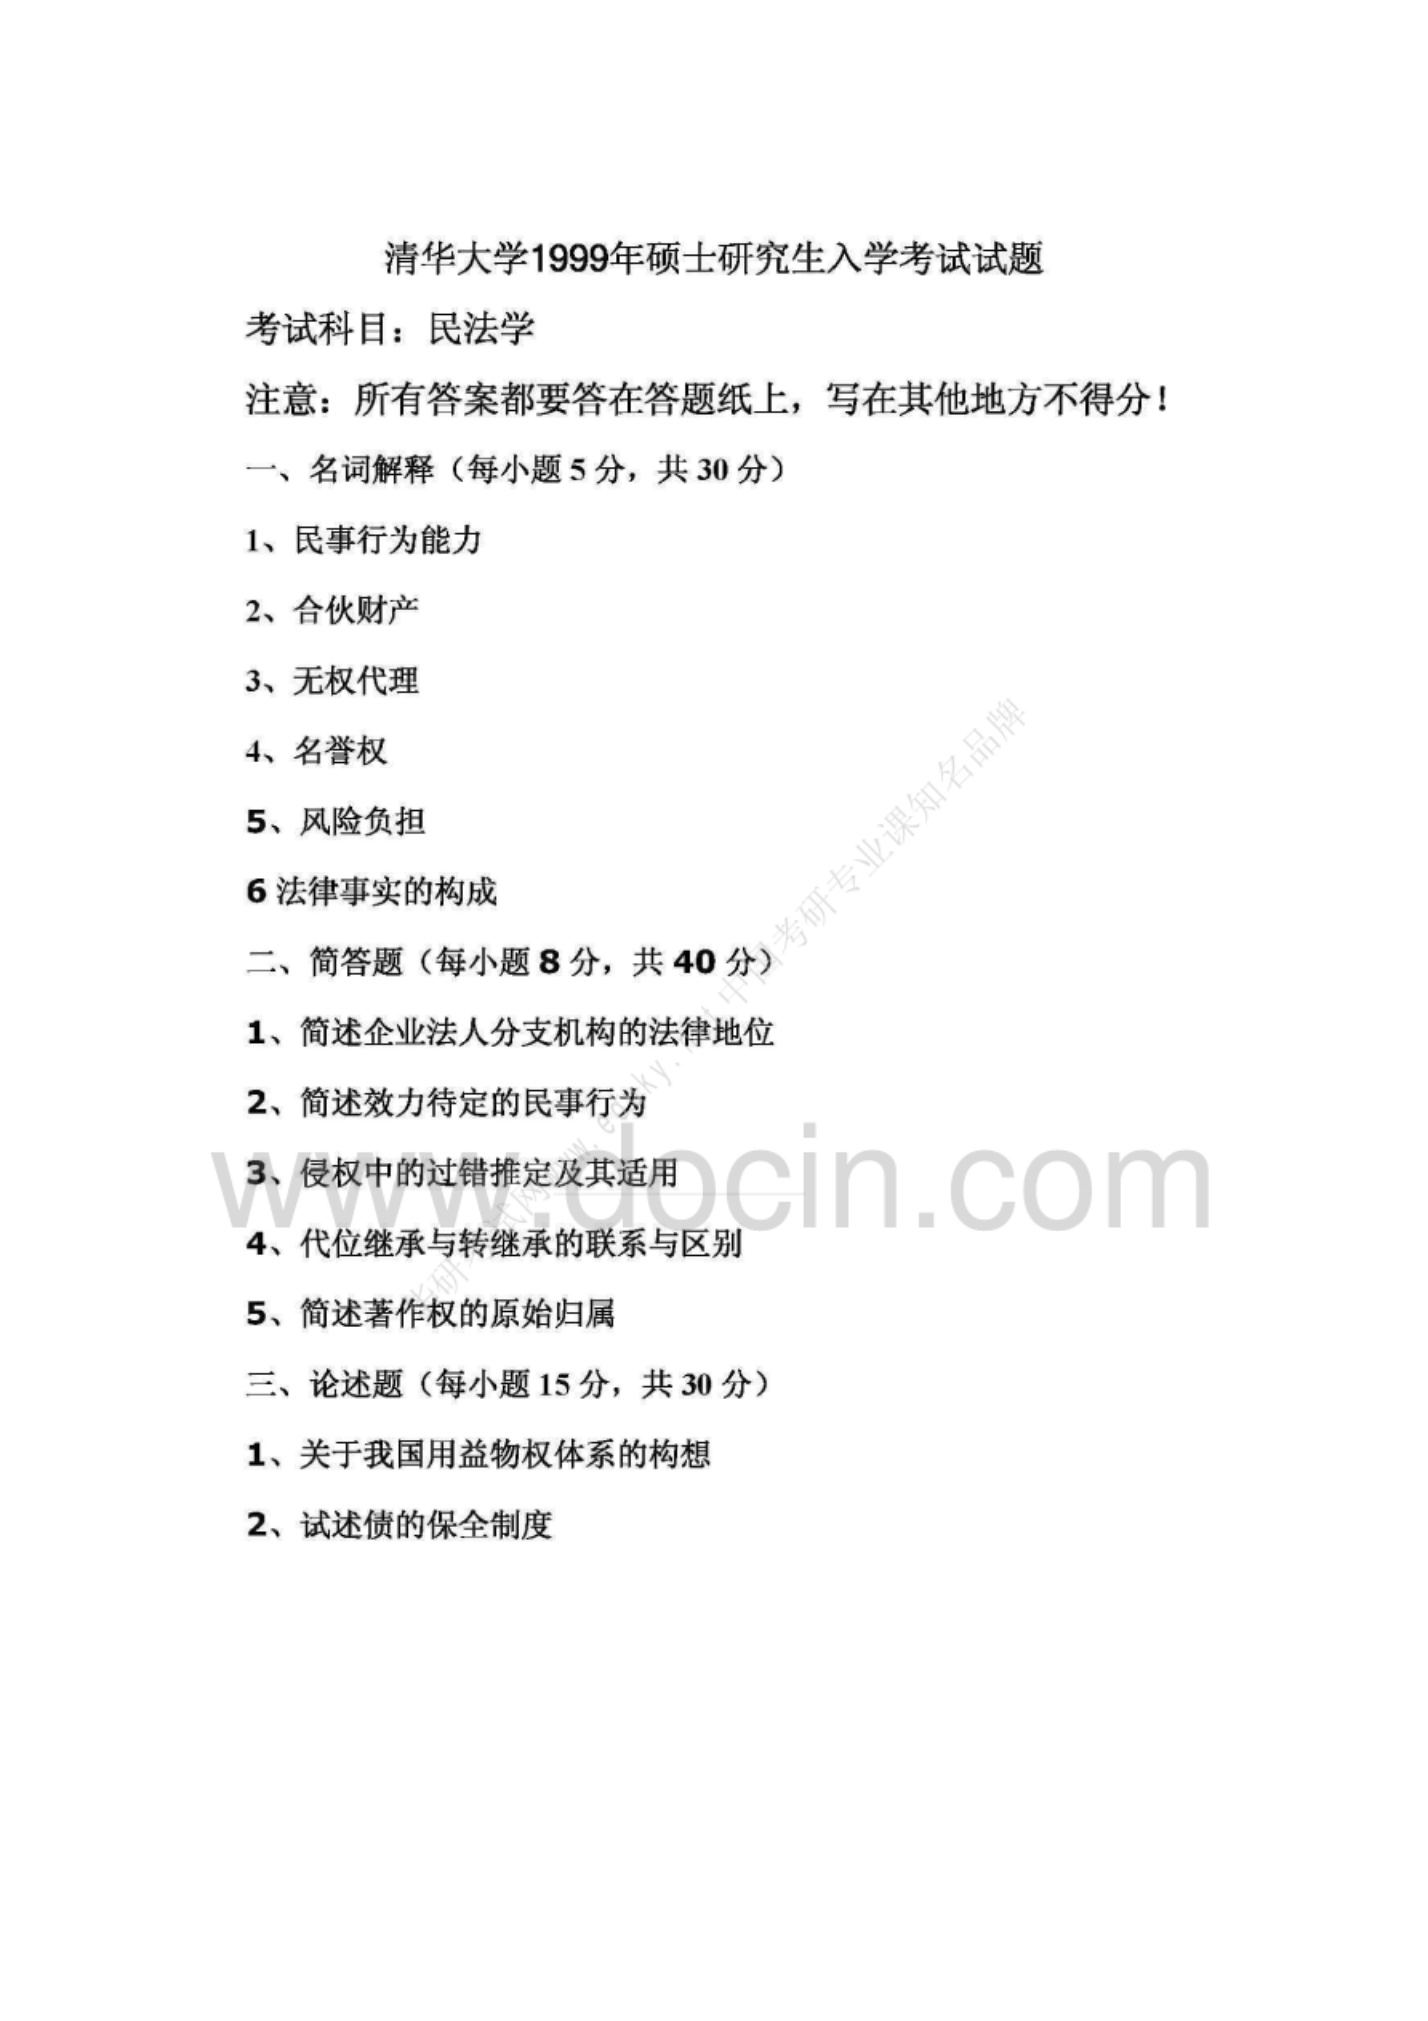 清华大学1999年硕士研究生入学考试试题
考试科目：民法学
注意：所有答案都要答在答题纸上，写在其他地方不得分！
一、名词解释（每小题5分，共30分）
1、民事行为能力
2、合伙财产
3、无权代理
4、名誉权
5、风险负担
6 法律事实的构成
二、简答题（每小题8分，共40分）
1、简述企业法人分支机构的法律地位
2、简述效力待定的民事行为
3、侵权中的过错推定及其适用
4、代位继承与转继承的联系与区别
5、简述著作权的原始归属
三、论述题（每小题15分，共30分）
1、关于我国用益物权体系的构想
2、试述债的保全制度
www.docin.com
中国考研专业课知名品牌